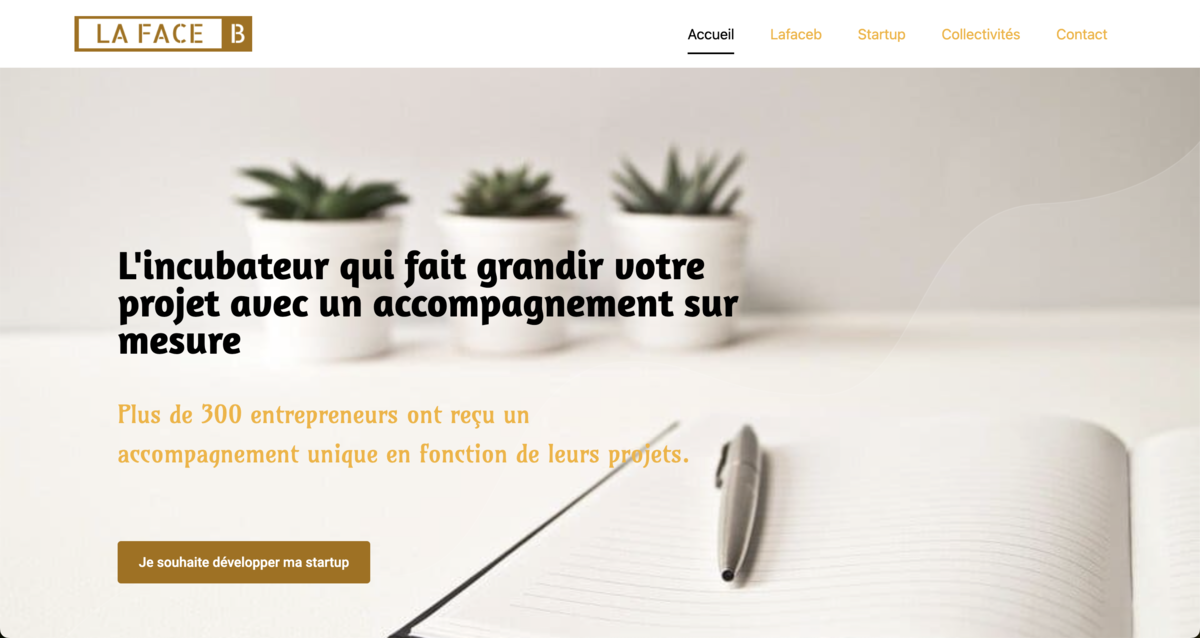 LA FACE B
Accueil
Lafaceb
Startup
Collectivités
Contact
L'incubateur qui fait grandir votre
projet avec un accompagnement sur
mesure
Plus de 300 entrepreneurs ont reçu un
accompagnement unique en fonction de leurs projets.
Je souhaite développer ma startup